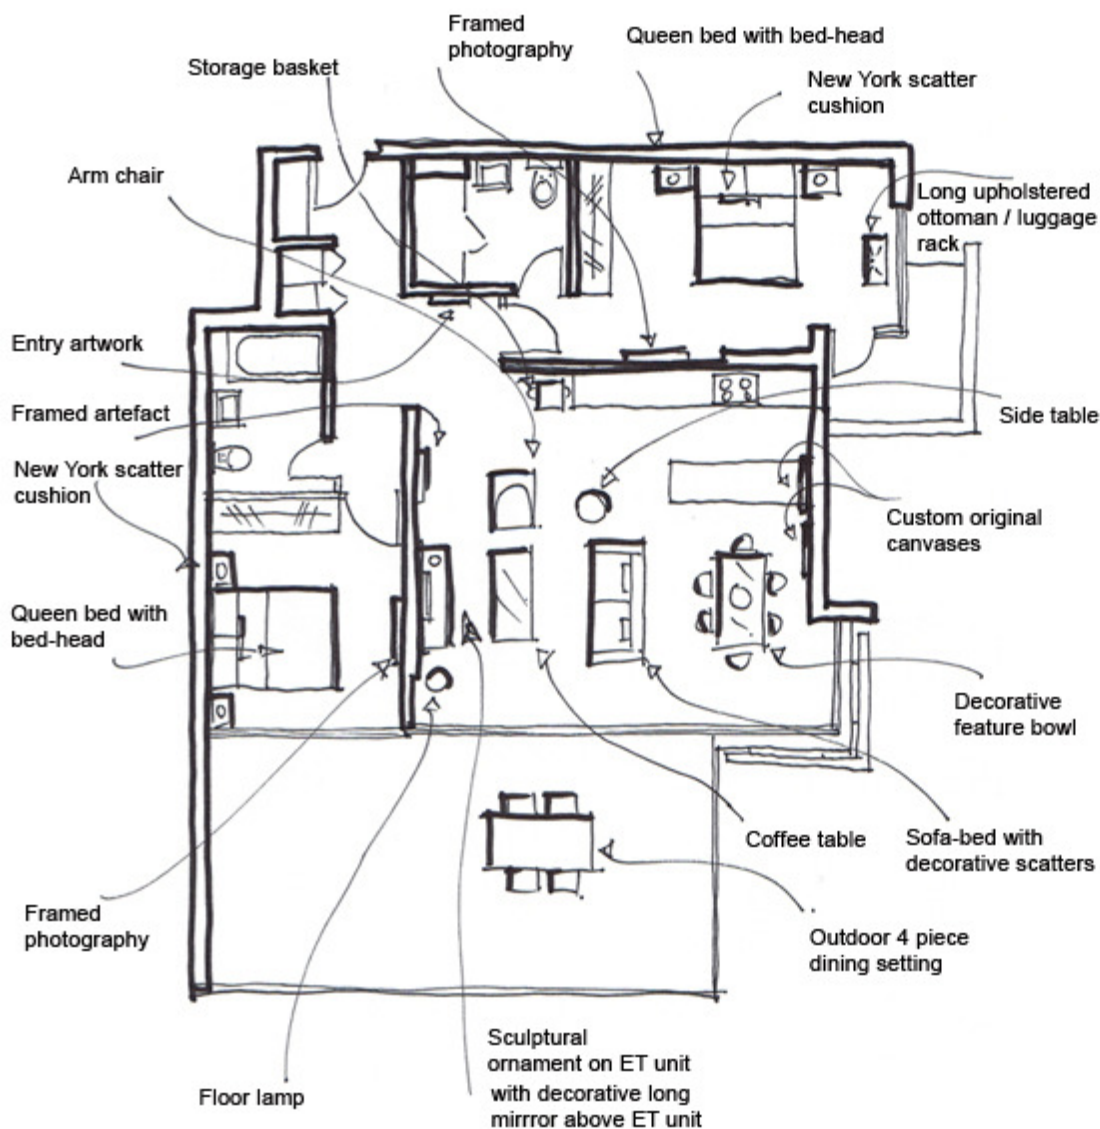 Framed
photography
Queen bed with bed-head
Storage basket
New York scatter
cushion
Arm chair
Long upholstered
ottoman / luggage
rack
Entry artwork
Framed artefact
Side table
New York scatter
cushion
Custom original
canvases
Queen bed with
bed-head
Decorative
feature bowl
Coffee table
Sofa-bed with
decorative scatters
Framed
photography
Outdoor 4 piece
dining setting
Sculptural
ornament on ET unit
with decorative long
mirrror above ET unit
Floor lamp